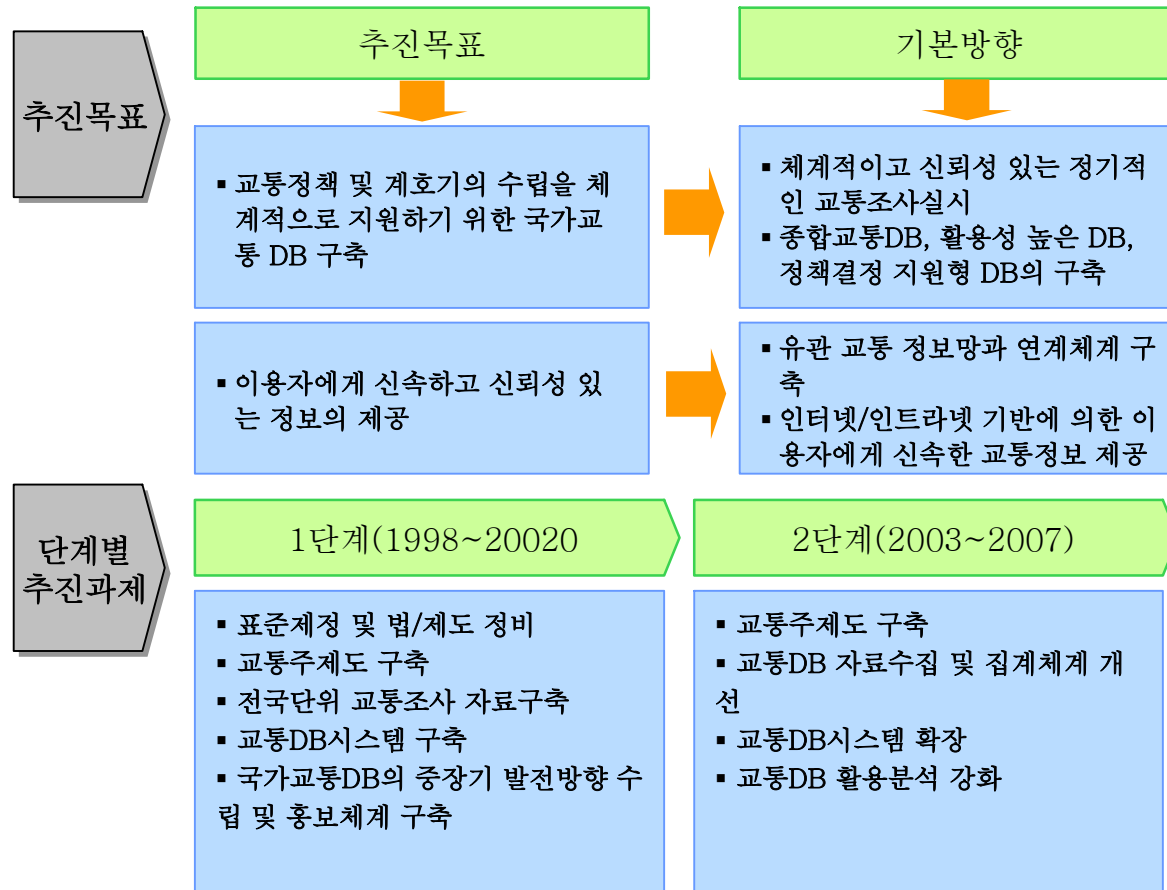 추진목표
추진목표
기본방향
▪ 교통정책 및 계호기의 수립을 체
계적으로 지원하기 위한 국가교
통 DB 구축
▪ 체계적이고 신뢰성 있는 정기적
인 교통조사실시
▪ 종합교통DB, 활용성 높은 DB,
정책결정 지원형 DB의 구축
▪ 이용자에게 신속하고 신뢰성 있
는 정보의 제공
▪ 유관 교통 정보망과 연계체계 구
축
▪ 인터넷/인트라넷 기반에 의한 이
용자에게 신속한 교통정보 제공
단계별
추진과제
1단계(1998~20020
2단계(2003~2007)
▪ 표준제정 및 법/제도 정비
▪ 교통주제도 구축
▪ 전국단위 교통조사 자료구축
▪ 교통DB시스템 구축
▪ 국가교통DB의 중장기 발전방향 수
립 및 홍보체계 구축
▪ 교통주제도 구축
▪ 교통DB 자료수집 및 집계체계 개
선
▪ 교통DB시스템 확장
▪ 교통DB 활용분석 강화